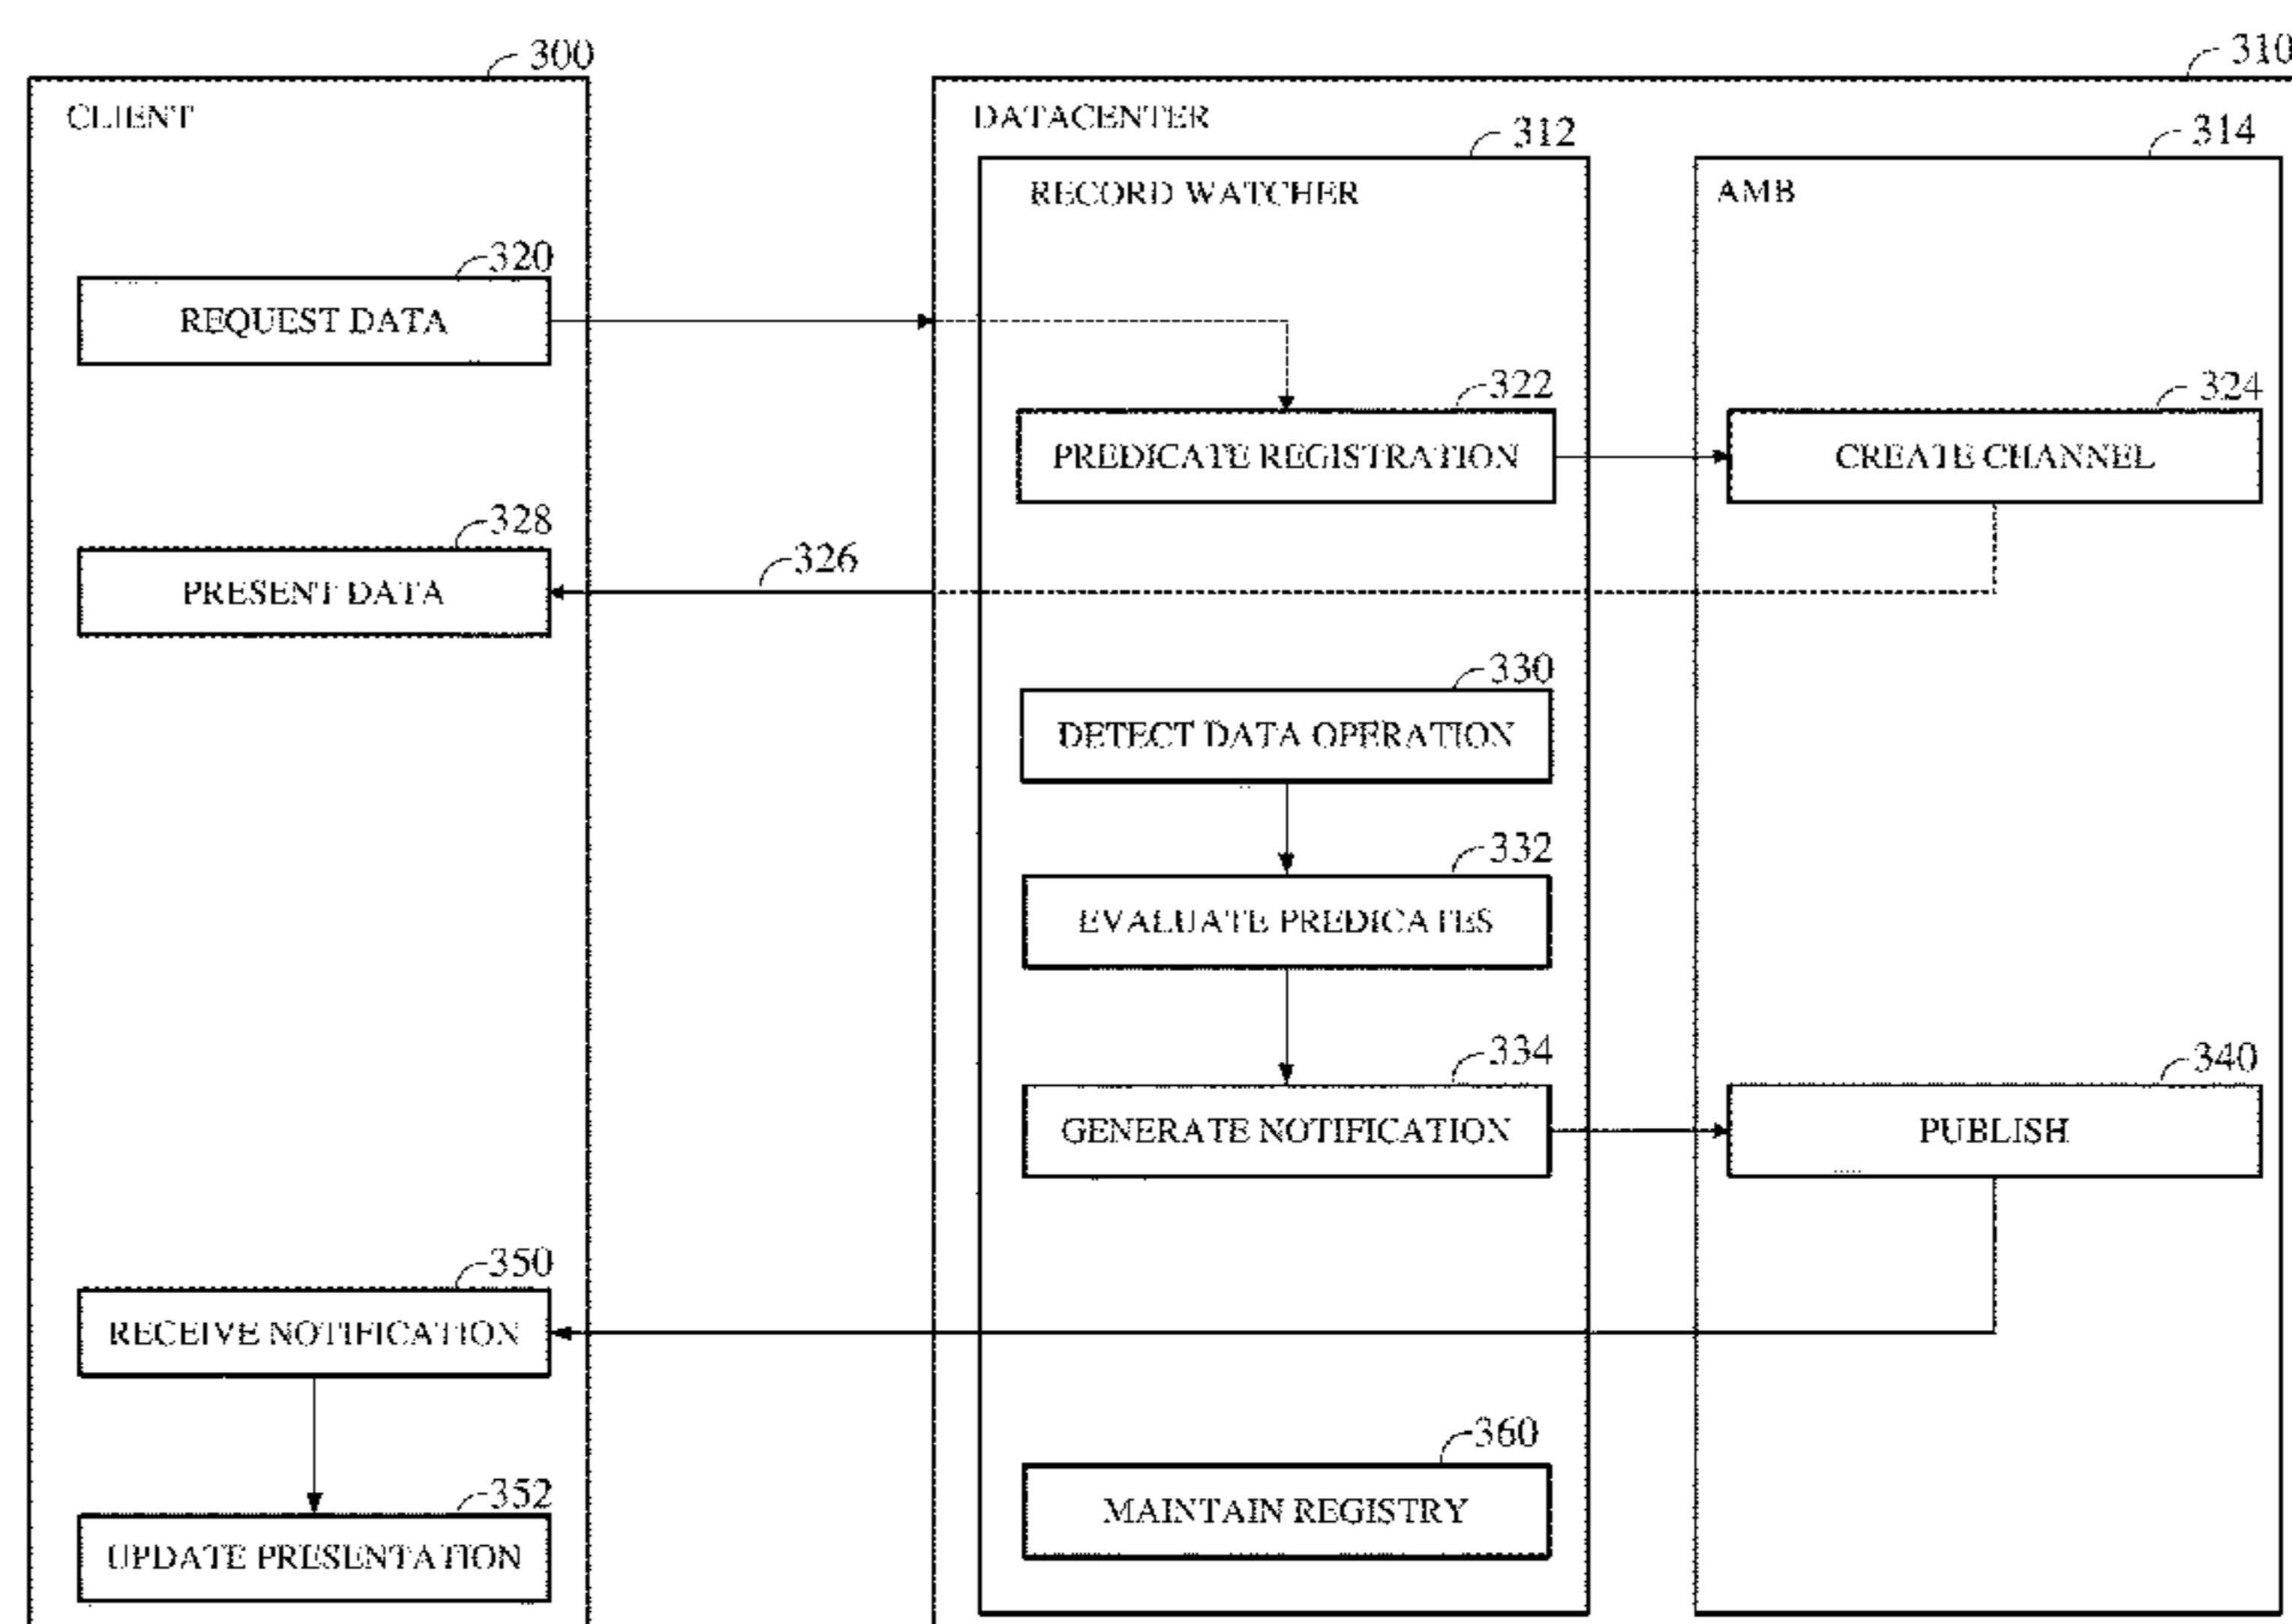 300
310
CLIENT
DATACENTER
312
314
RECORD WATCHER
AMB
320
REQUEST DATA
322
324
PREDICATE REGISTRATION
CREATE CHANNEL
328
326
PRESENT DATA
330
DETECT DATA OPERATION
332
EVALUATE PREDICATES
334
340
GENERATE NOTIFICATION
PUBLISH
350
RECEIVE NOTIFICATION
360
352
MAINTAIN REGISTRY
UPDATE PRESENTATION